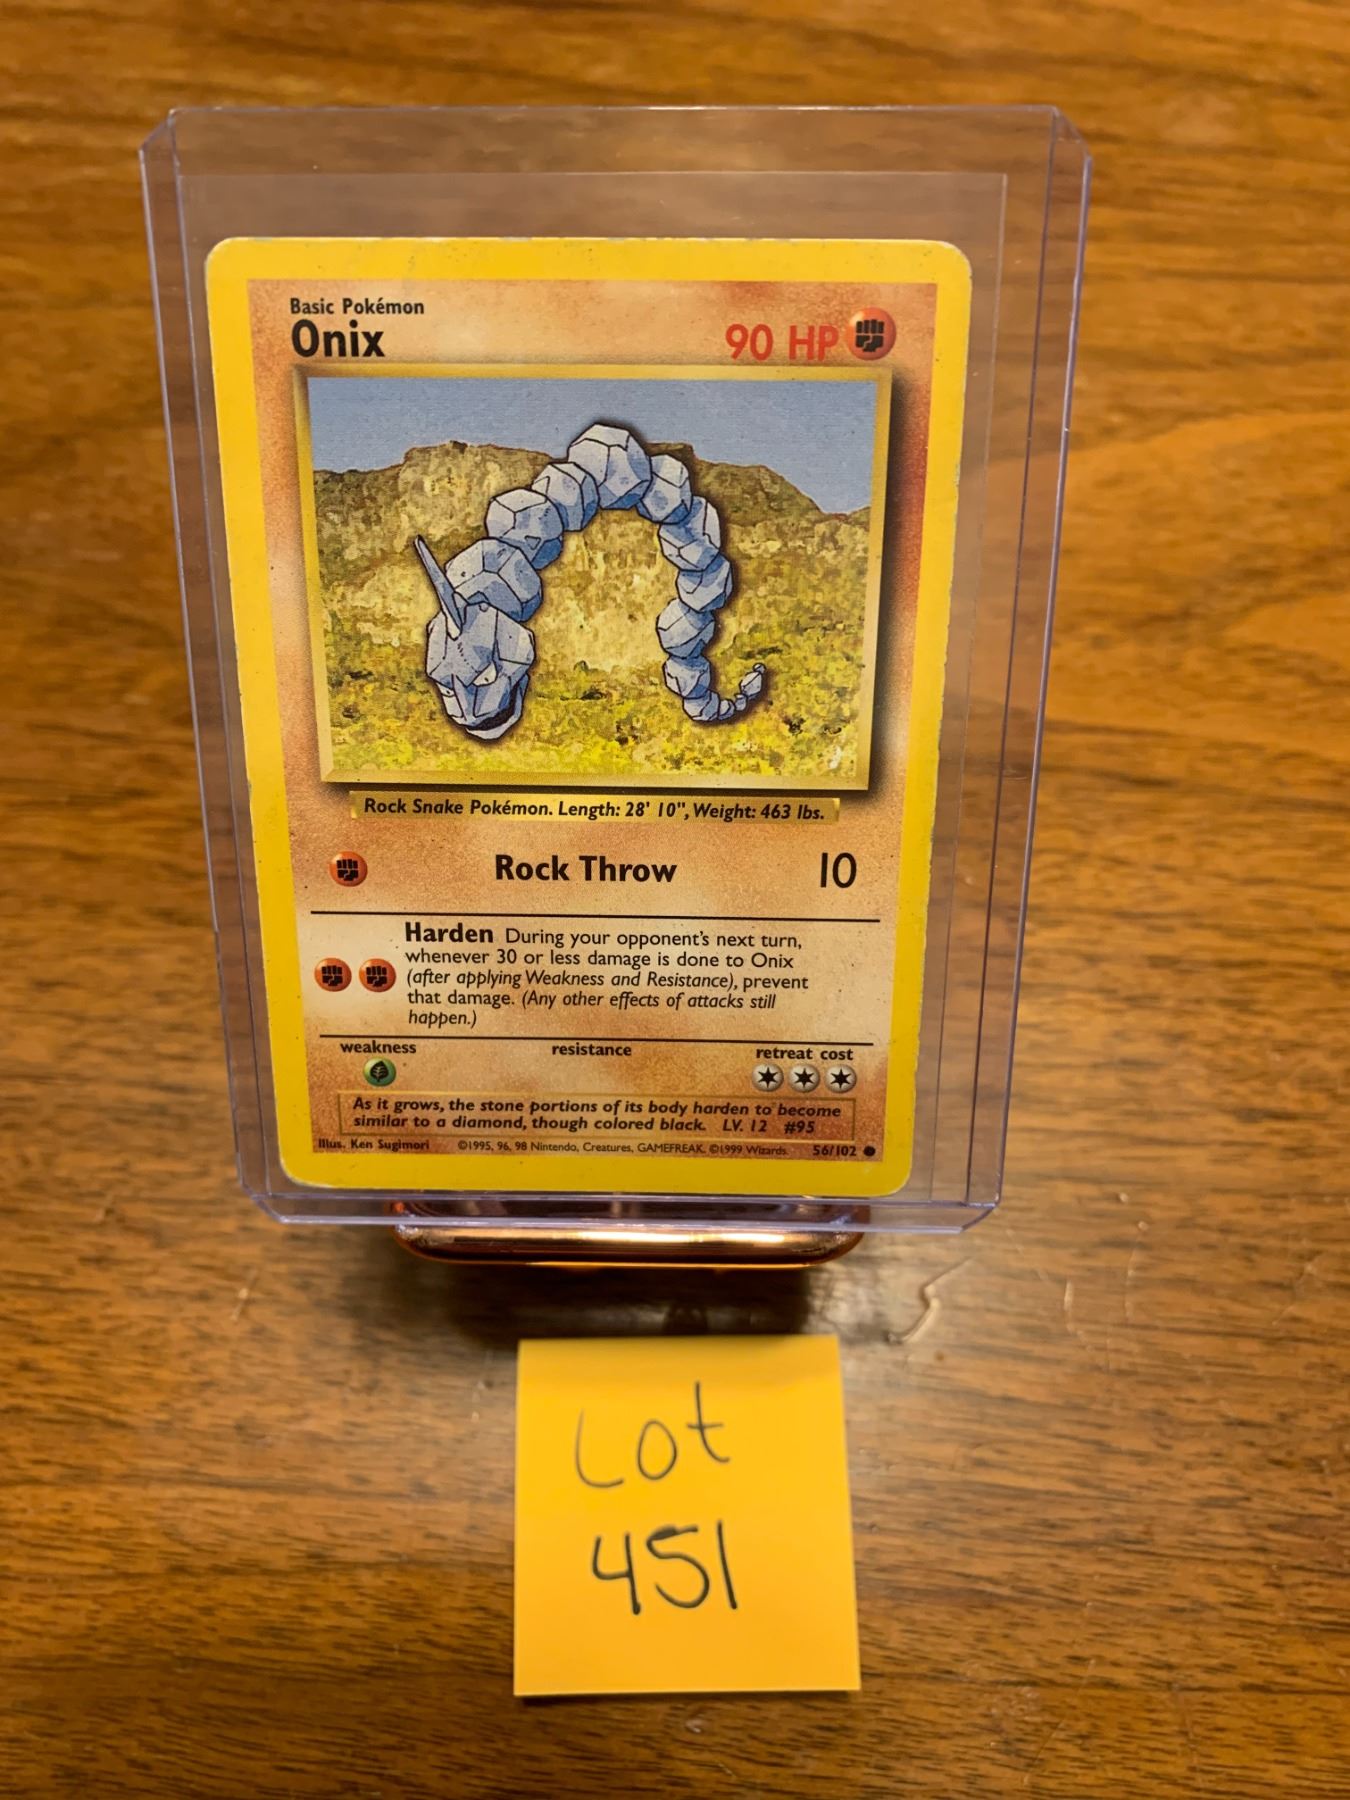 Basic Pokémon
Onix
90 HP
Rock Snake Pokémon. Length: 28' 10", Weight: 463 lbs.
Rock Throw 10
Harden During your opponent's next turn,
whenever 30 or less damage is done to Onix
(after applying Weakness and Resistance), prevent
that damage. (Any other effects of attacks still
happen.)
weakness resistance retreat cost
As it grows, the stone portions of its body harden to become
similar to a diamond, though colored black. LV. 12 #95
Illus. Ken Sugimori ©1995, 96, 98 Nintendo, Creatures, GAMEFREAK. ©1999 Wizards. 56/102
Lot
451